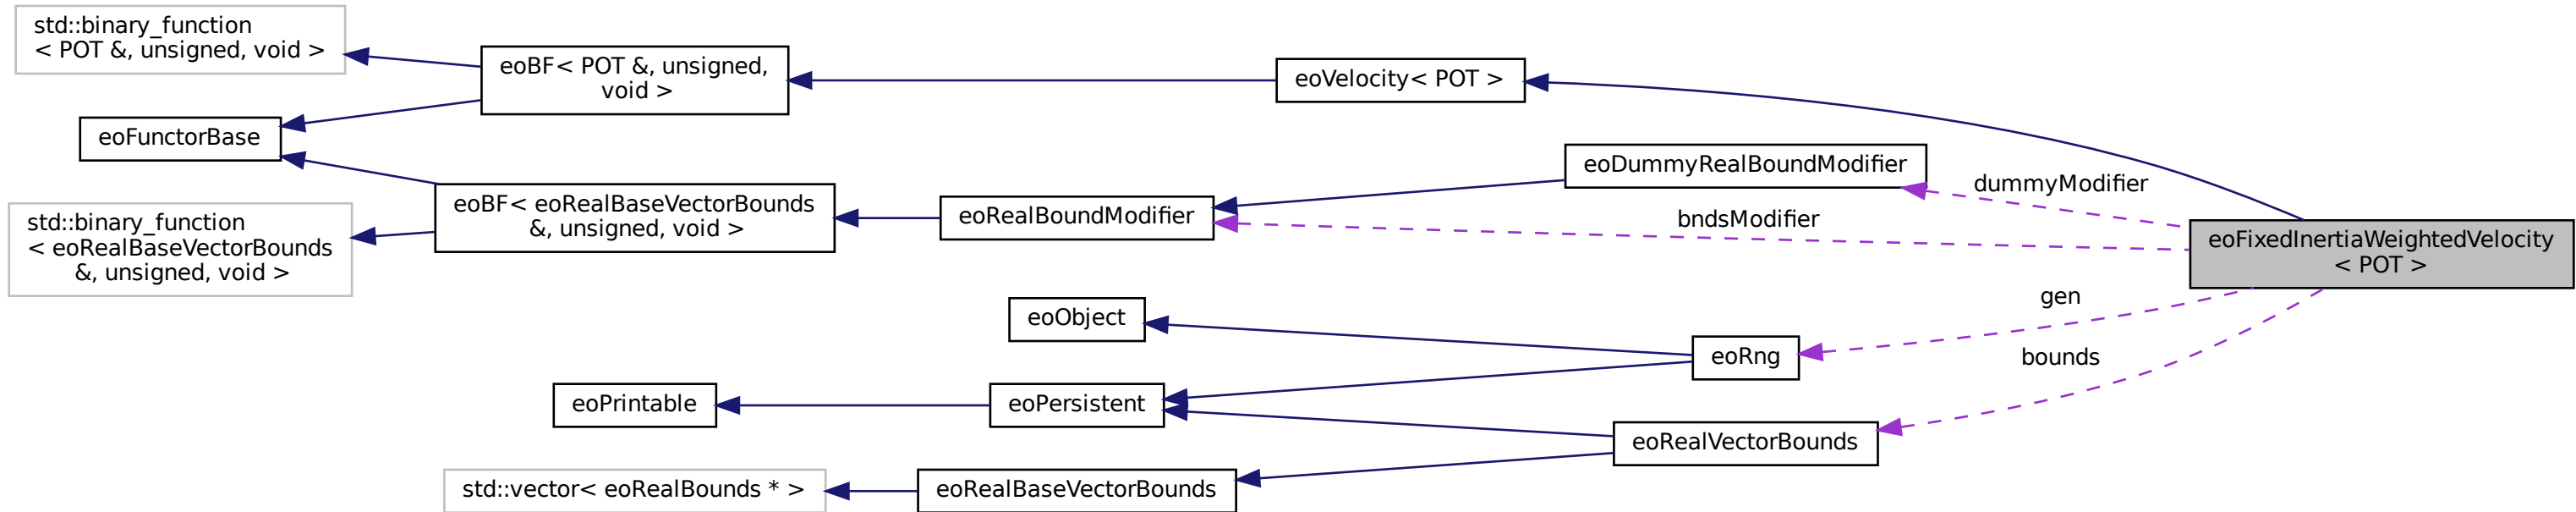 std::binary_function
< POT &, unsigned, void >
eoBF< POT &, unsigned,
void >
eoVelocity< POT >
eoFunctorBase
eoDummyRealBoundModifier
dummyModifier
std::binary_function
< eoRealBaseVectorBounds
&, unsigned, void >
eoBF< eoRealBaseVectorBounds
&, unsigned, void >
eoRealBoundModifier
bndsModifier
eoFixedInertiaWeightedVelocity
< POT >
eoObject
gen
eoRng
bounds
eoPrintable
eoPersistent
eoRealVectorBounds
std::vector< eoRealBounds * >
eoRealBaseVectorBounds